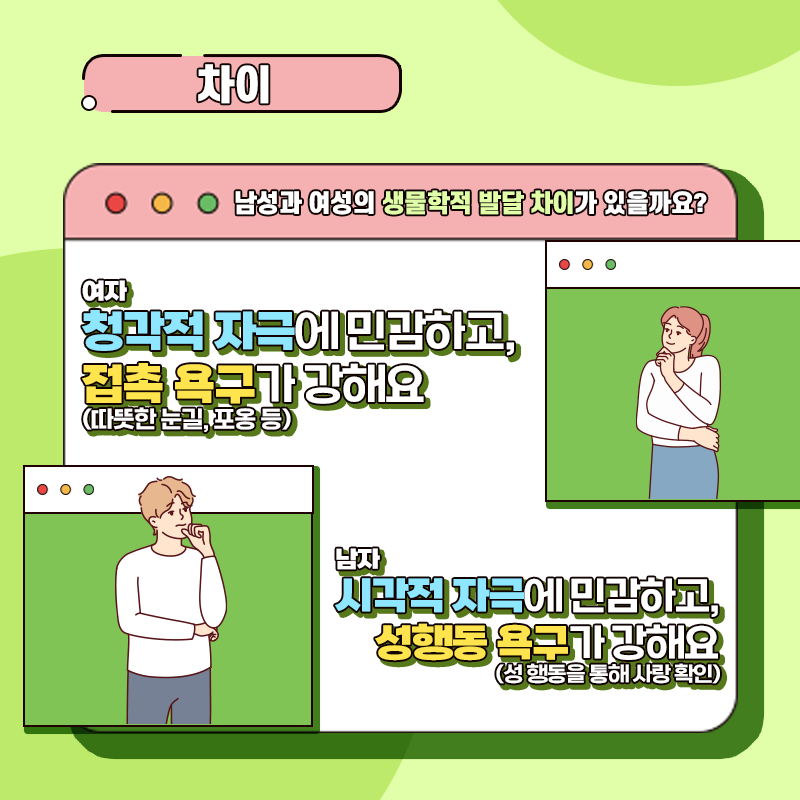 차이
남성과 여성의 생물학적 발달 차이가 있을까요?
여자
청각적 자극에 민감하고,
접촉 욕구가 강해요
(따뜻한 눈길, 포옹 등)
남자
시각적 자극에 민감하고,
성행동 욕구가 강해요
(성 행동을 통해 사랑 확인)